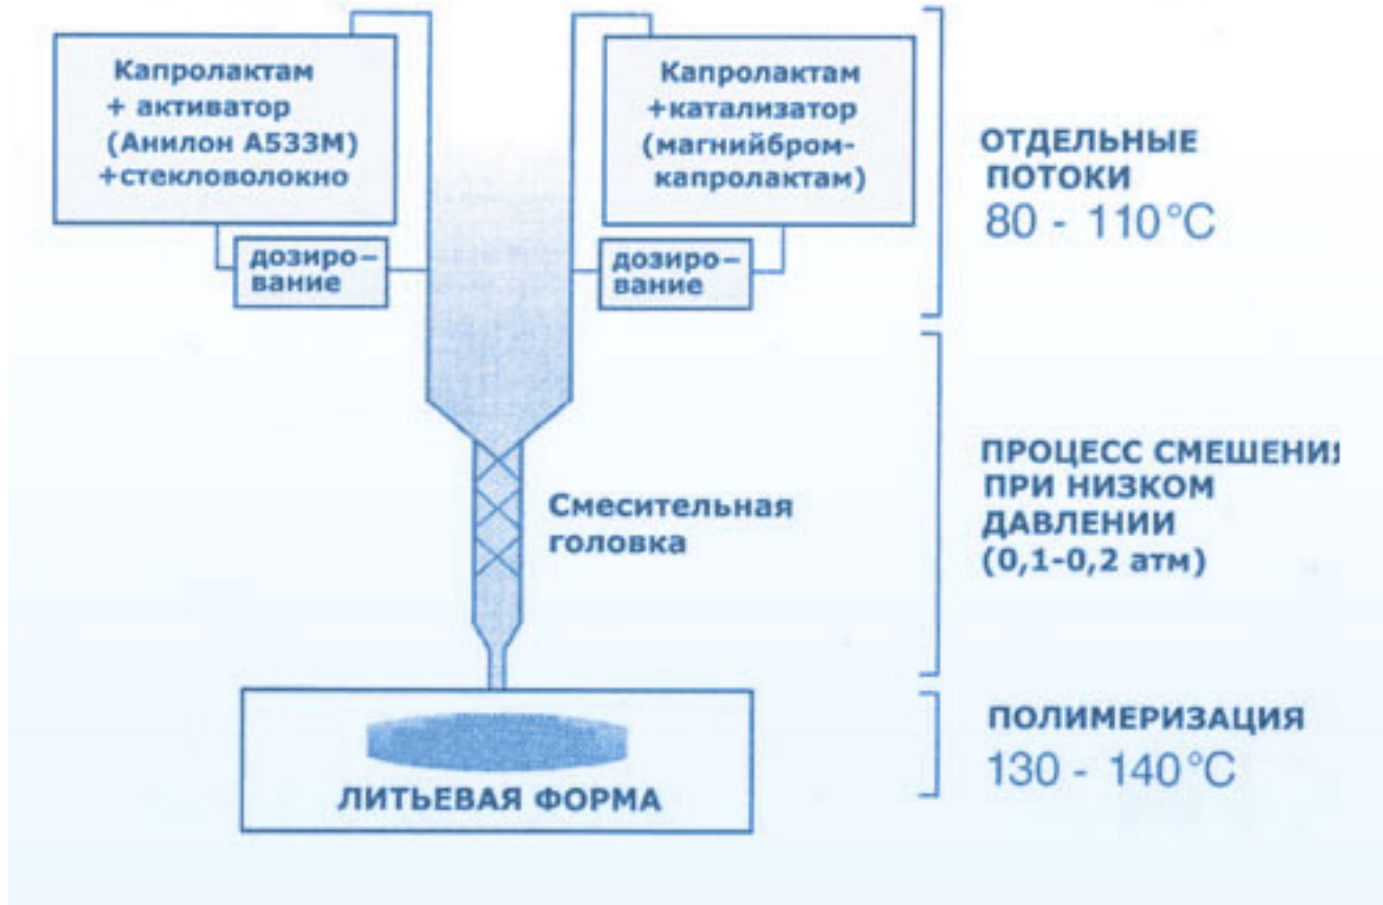 Капролактам
+ активатор
(Анилон А533М)
+стекловолокно
Капролактам
+катализатор
(магнийбром-
капролактам)
дозиро-
вание
дозиро-
вание
ОТДЕЛЬНЫЕ
ПОТОКИ
80 - 110°C
Смесительная
головка
ПРОЦЕСС СМЕШЕНИЯ
ПРИ НИЗКОМ
ДАВЛЕНИИ
(0,1-0,2 атм)
ЛИТЬЕВАЯ ФОРМА
ПОЛИМЕРИЗАЦИЯ
130 - 140°C